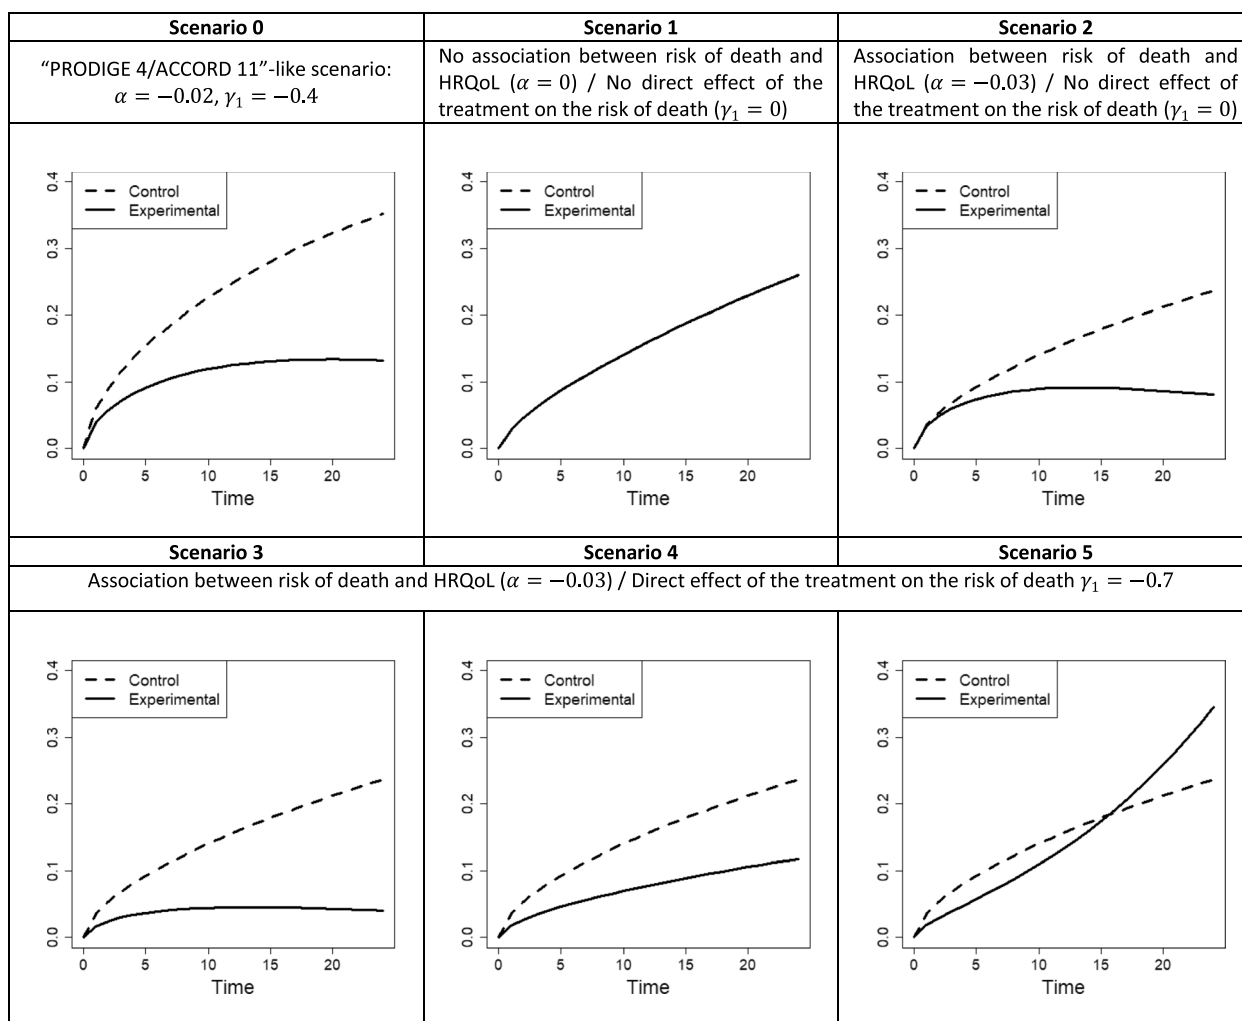 Scenario 0
Scenario 1
Scenario 2
“PRODIGE 4/ACCORD 11”-like scenario:
α = −0.02, γ₁ = −0.4
No association between risk of death and
HRQoL (α = 0) / No direct effect of the
treatment on the risk of death (γ₁ = 0)
Association between risk of death and
HRQoL (α = −0.03) / No direct effect of
the treatment on the risk of death (γ₁ = 0)
Control
Experimental
0.0 0.1 0.2 0.3 0.4
0 5 10 15 20
Time
Control
Experimental
0.0 0.1 0.2 0.3 0.4
0 5 10 15 20
Time
Control
Experimental
0.0 0.1 0.2 0.3 0.4
0 5 10 15 20
Time
Scenario 3
Scenario 4
Scenario 5
Association between risk of death and HRQoL (α = −0.03) / Direct effect of the treatment on the risk of death γ₁ = −0.7
Control
Experimental
0.0 0.1 0.2 0.3 0.4
0 5 10 15 20
Time
Control
Experimental
0.0 0.1 0.2 0.3 0.4
0 5 10 15 20
Time
Control
Experimental
0.0 0.1 0.2 0.3 0.4
0 5 10 15 20
Time